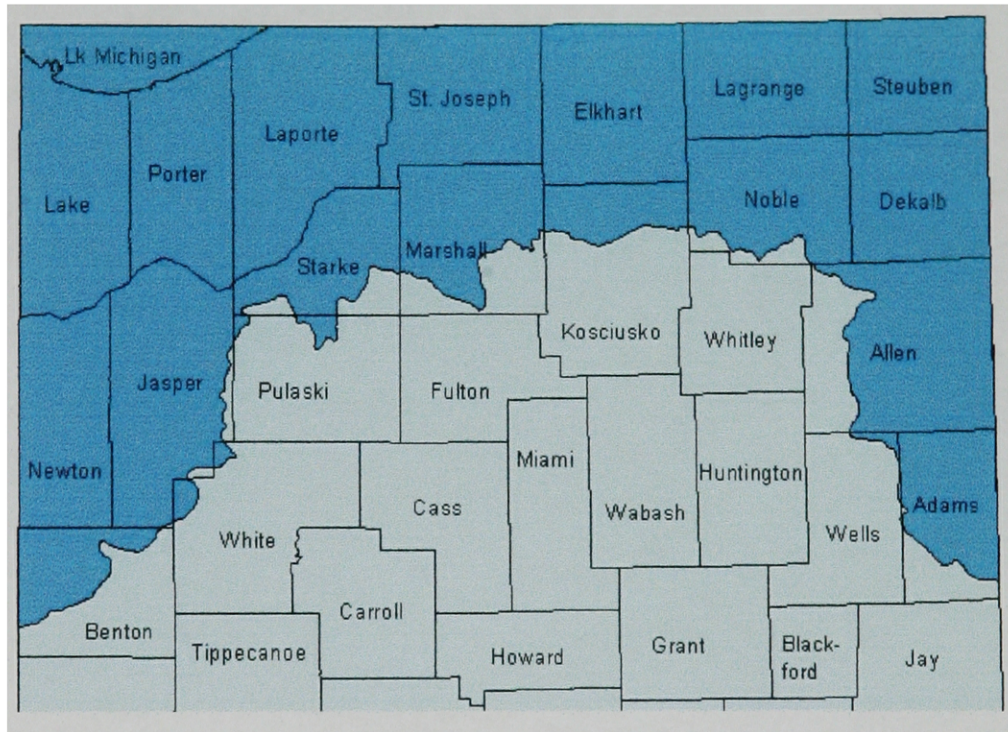 Lk Michigan
St. Joseph
Elkhart
Lagrange
Steuben
Laporte
Porter
Lake
Noble
Dekalb
Marshall
Starke
Kosciusko
Whitley
Allen
Jasper
Pulaski
Fulton
Newton
Miami
Huntington
Cass
Wabash
Adams
White
Wells
Carroll
Benton
Tippecanoe
Howard
Grant
Black-
ford
Jay